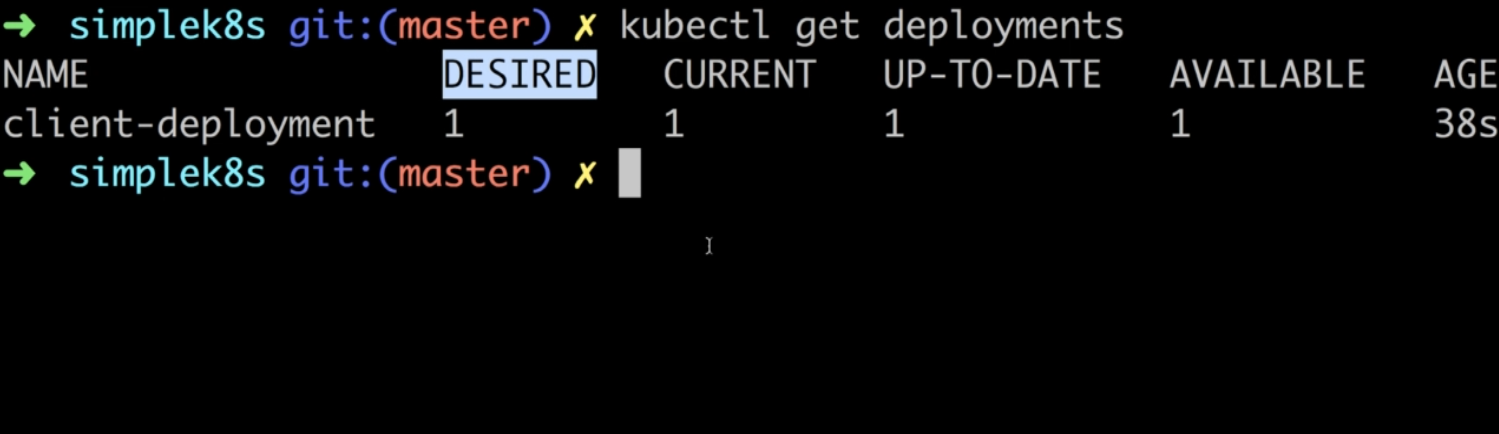 ➜ simplek8s git:(master) ✗ kubectl get deployments
NAME DESIRED CURRENT UP-TO-DATE AVAILABLE AGE
client-deployment 1 1 1 1 38s
➜ simplek8s git:(master) ✗